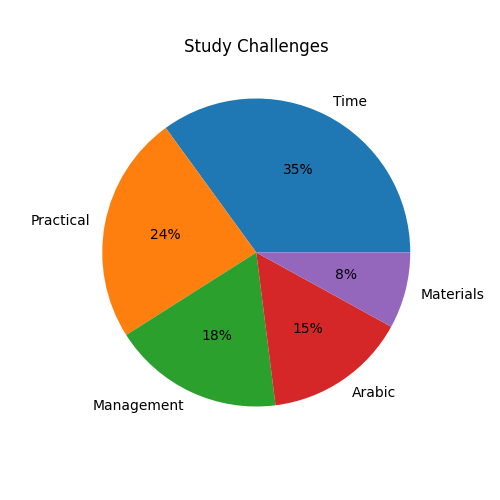 Study Challenges
Time
35%
Practical
24%
Management
18%
Arabic
15%
Materials
8%